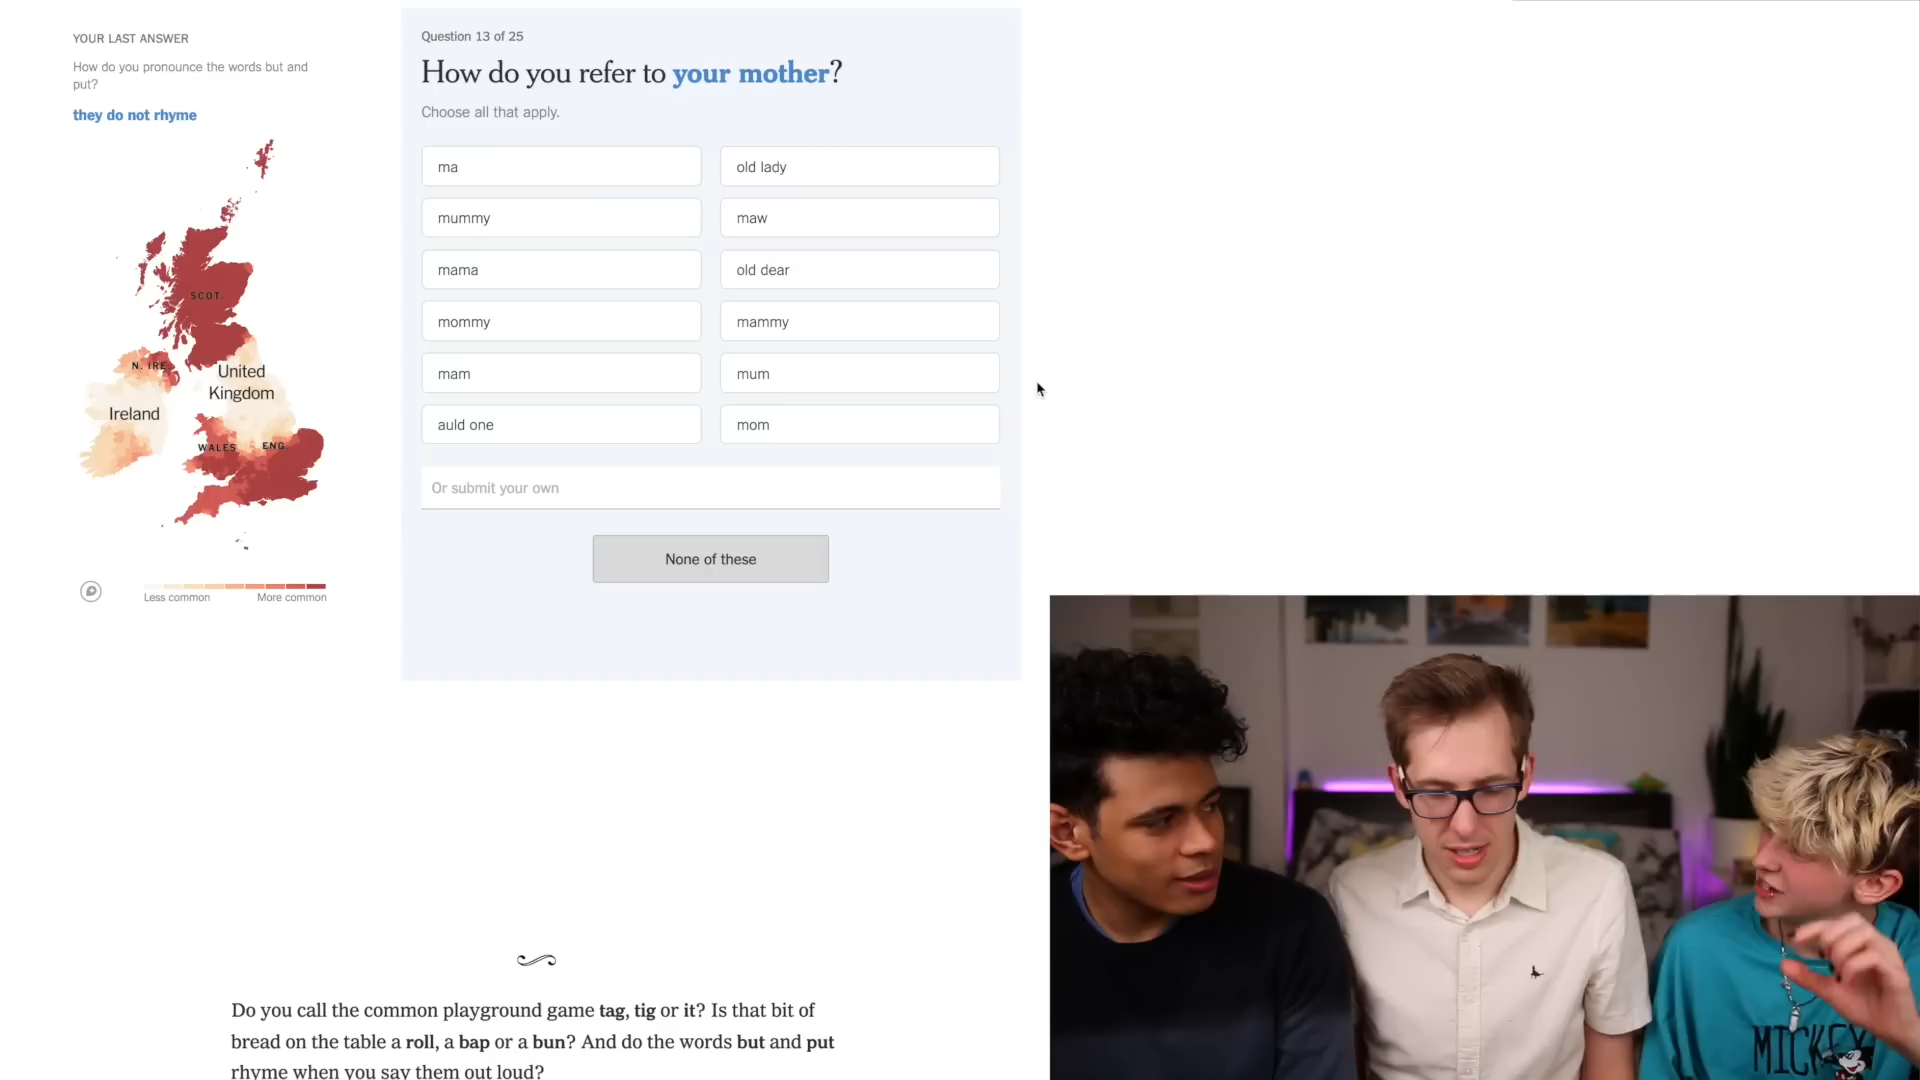 YOUR LAST ANSWER
How do you pronounce the words but and
put?
they do not rhyme
SCOT.
N. IRE.
United
Kingdom
Ireland
WALES
ENG.
Less common
More common
Question 13 of 25
How do you refer to your mother?
Choose all that apply.
ma
old lady
mummy
maw
mama
old dear
mommy
mammy
mam
mum
auld one
mom
Or submit your own
None of these
Do you call the common playground game tag, tig or it? Is that bit of
bread on the table a roll, a bap or a bun? And do the words but and put
rhyme when you say them out loud?
MICKEY